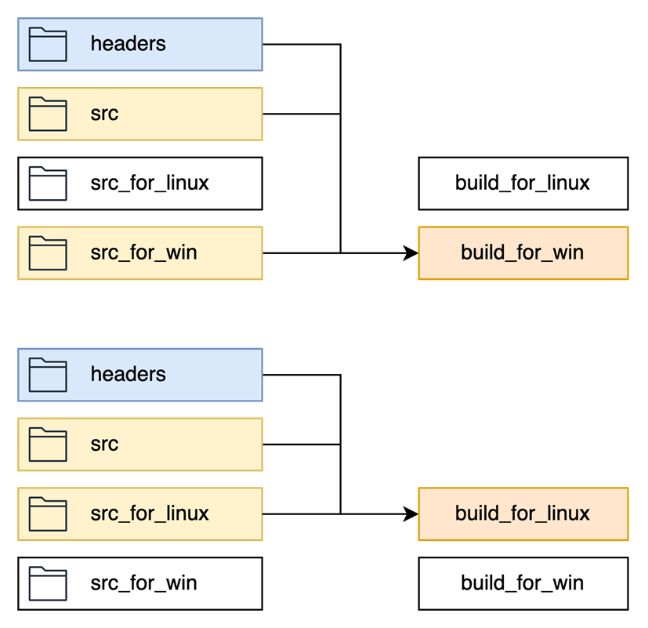 headers
src
src_for_linux
build_for_linux
src_for_win
build_for_win
headers
src
src_for_linux
build_for_linux
src_for_win
build_for_win